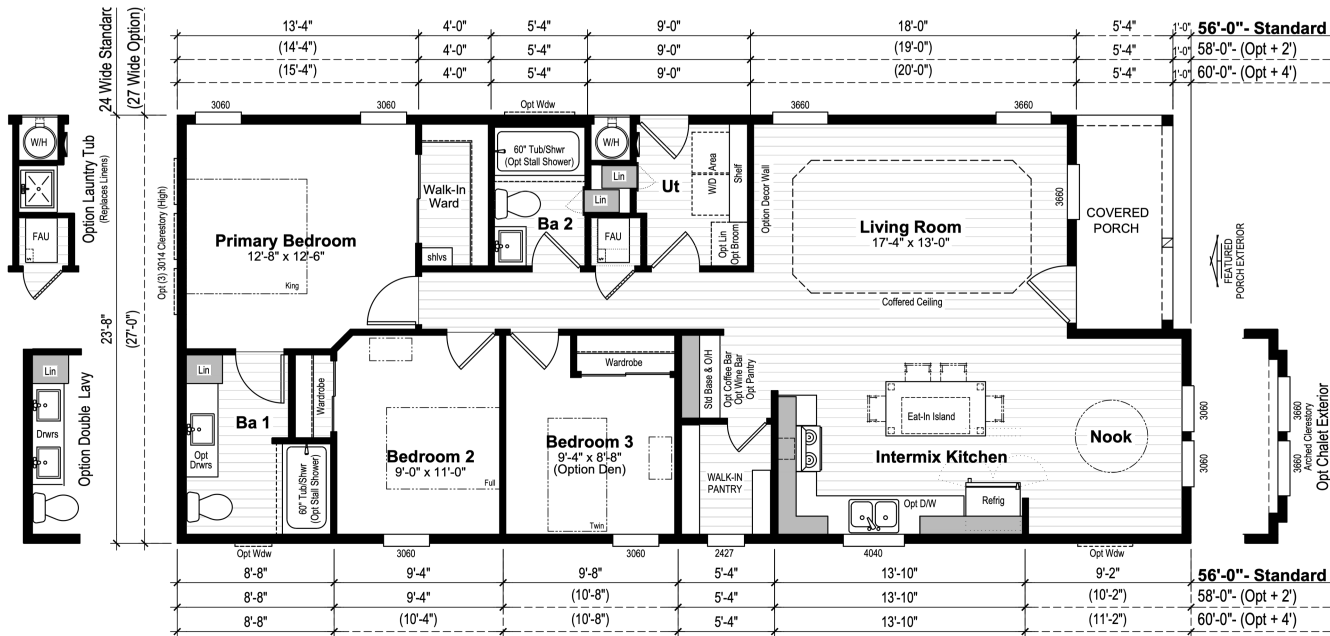 13'-4" 4'-0" 5'-4" 9'-0" 18'-0" 5'-4" 1'-0" 56'-0"- Standard
(14'-4") 4'-0" 5'-4" 9'-0" (19'-0") 5'-4" 1'-0" 58'-0"- (Opt + 2')
(15'-4") 4'-0" 5'-4" 9'-0" (20'-0") 5'-4" 1'-0" 60'-0"- (Opt + 4')
24 Wide Standard
(27 Wide Option)
23'-8"
(27'-0")
W/H
FAU
S
Option Launtry Tub
(Replaces Linens)
Lin
Drwrs
Option Double Lavy
3060
3060
Opt Wdw
3660
3660
Opt (3) 3014 Clerestory (High)
Primary Bedroom
12'-8" x 12'-6"
King
Walk-In
Ward
shlvs
60" Tub/Shwr
(Opt Stall Shower)
Ba 2
W/H
Lin
Lin
FAU
S
Ut
W/D Area
Shelf
Opt Lin
Opt Broom
Option Decor Wall
Living Room
17'-4" x 13'-0"
Coffered Ceiling
3660
COVERED
PORCH
FEATURED
PORCH EXTERIOR
Lin
Opt
Drwrs
Ba 1
60" Tub/Shwr
(Opt Stall Shower)
Wardrobe
Bedroom 2
9'-0" x 11'-0"
Full
Wardrobe
Bedroom 3
9'-4" x 8'-8"
(Option Den)
Twin
Std Base & O/H
Opt Coffee Bar
Opt Wine Bar
Opt Pantry
WALK-IN
PANTRY
Eat-In Island
Intermix Kitchen
Opt D/W
Refrig
Nook
3060
3060
3660
3660
Arched Clerestory
Opt Chalet Exterior
Opt Wdw
3060
3060
2427
4040
Opt Wdw
8'-8" 9'-4" 9'-8" 5'-4" 13'-10" 9'-2" 56'-0"- Standard
8'-8" 9'-4" (10'-8") 5'-4" 13'-10" (10'-2") 58'-0"- (Opt + 2')
8'-8" (10'-4") (10'-8") 5'-4" 13'-10" (11'-2") 60'-0"- (Opt + 4')